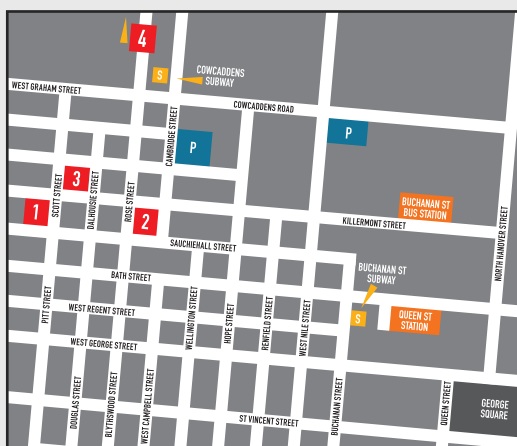 4
S
COWCADDENS
SUBWAY
WEST GRAHAM STREET
COWCADDENS ROAD
CAMBRIDGE STREET
P
P
3
SCOTT STREET
DALHOUSIE STREET
ROSE STREET
1
2
BUCHANAN ST
BUS STATION
KILLERMONT STREET
NORTH HANOVER STREET
SAUCHIEHALL STREET
BUCHANAN ST
SUBWAY
BATH STREET
PITT STREET
WEST REGENT STREET
WELLINGTON STREET
HOPE STREET
RENFIELD STREET
WEST NILE STREET
S
QUEEN ST
STATION
WEST GEORGE STREET
DOUGLAS STREET
BLYTHSWOOD STREET
WEST CAMPBELL STREET
ST VINCENT STREET
BUCHANAN STREET
QUEEN STREET
GEORGE
SQUARE